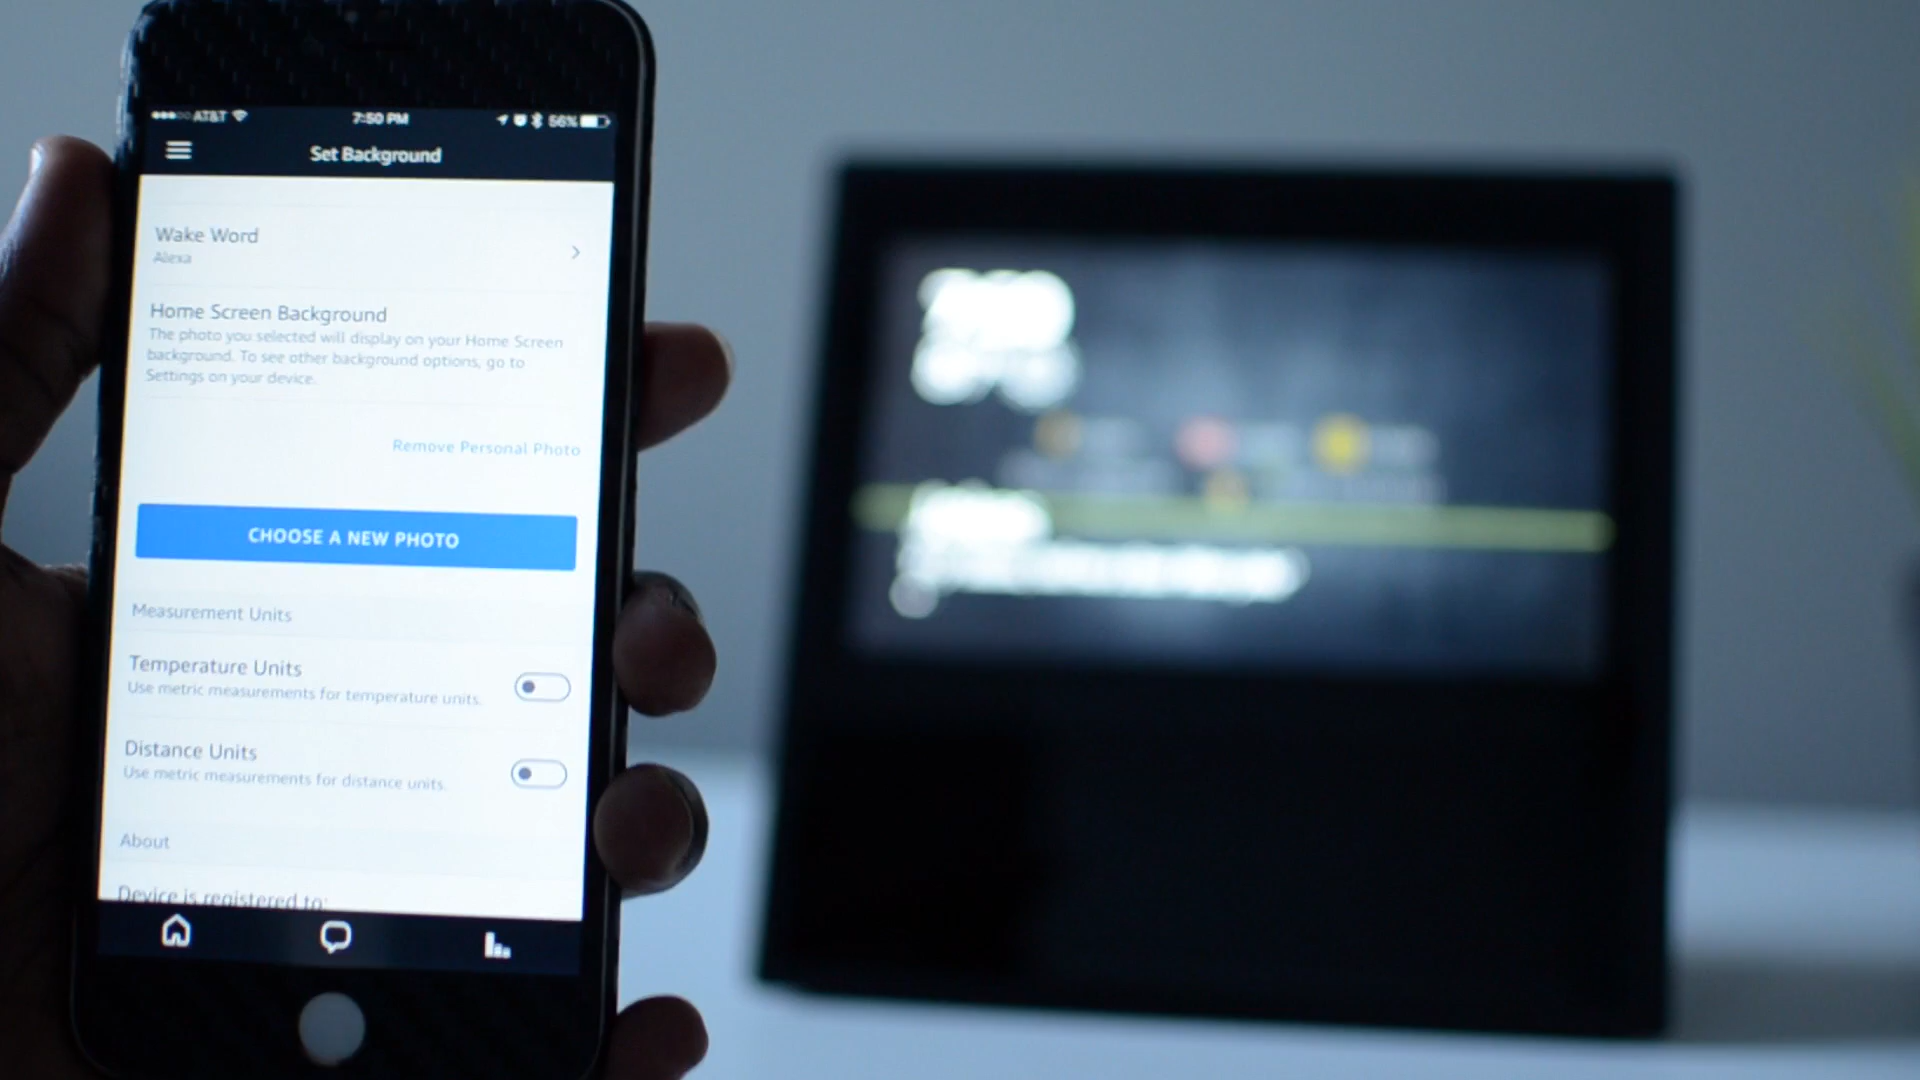 AT&T
7:50 PM
56%
Set Background
Wake Word
Alexa
Home Screen Background
The photo you selected will display on your Home Screen
background. To see other background options, go to
Settings on your device.
Remove Personal Photo
CHOOSE A NEW PHOTO
Measurement Units
Temperature Units
Use metric measurements for temperature units.
Distance Units
Use metric measurements for distance units.
About
Device is registered to: